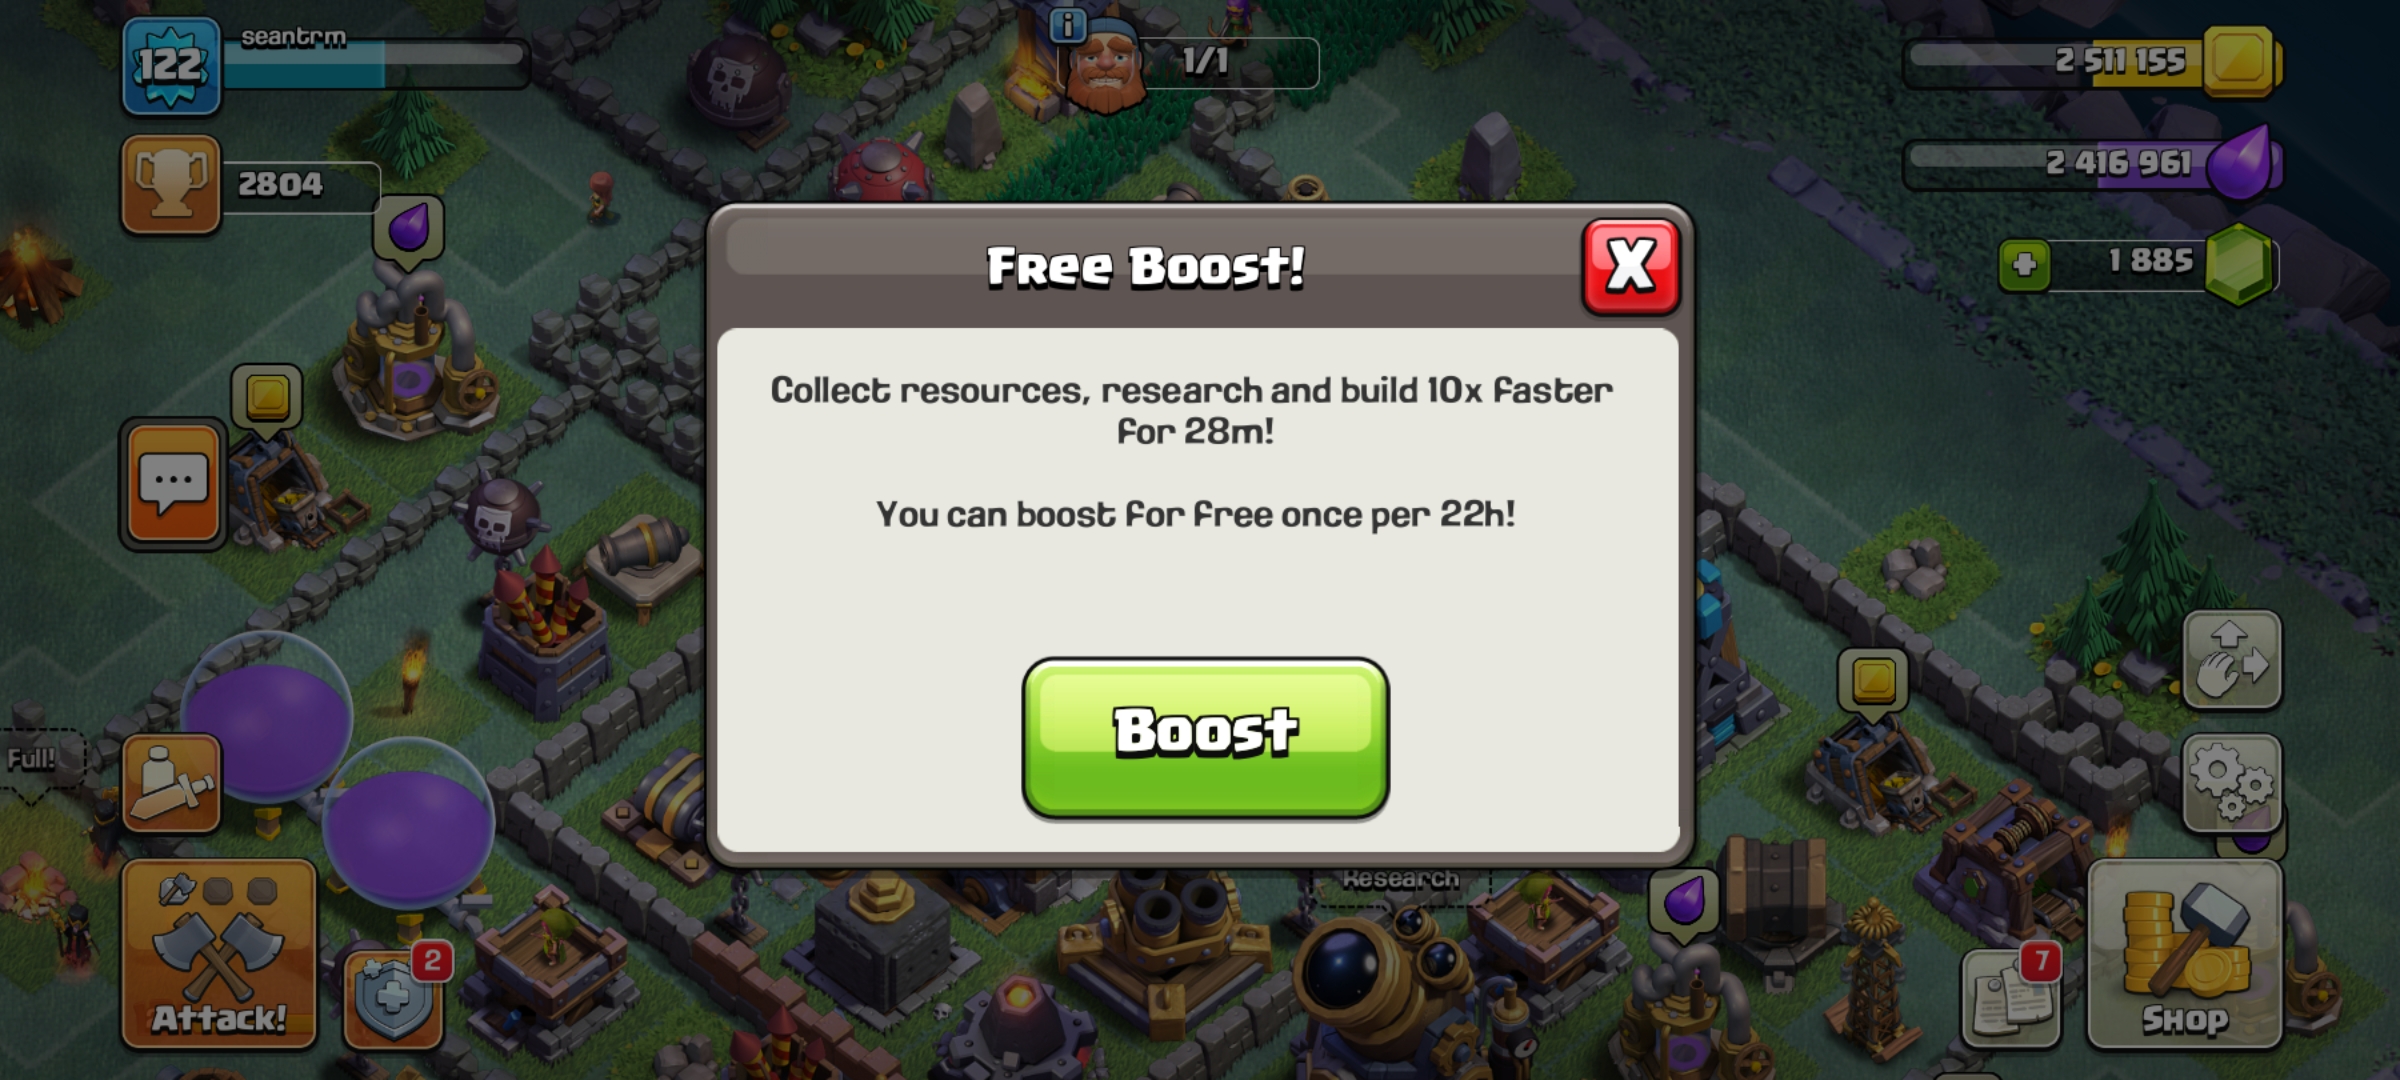 122
seantrm
1/1
2 511 155
2804
2 416 961
1 885
Free Boost!
X
Collect resources, research and build 10x faster
for 28m!
You can boost for free once per 22h!
Boost
Full!
Research
2
7
Attack!
Shop